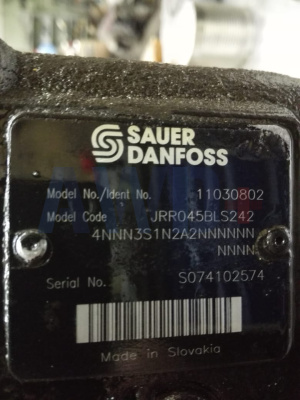 SAUER
DANFOSS
Model No./Ident No. 11030802
Model Code JRR045BLS242
4NNN3S1N2A2NNNNNN
NNNN
Serial No. S074102574
Made in Slovakia